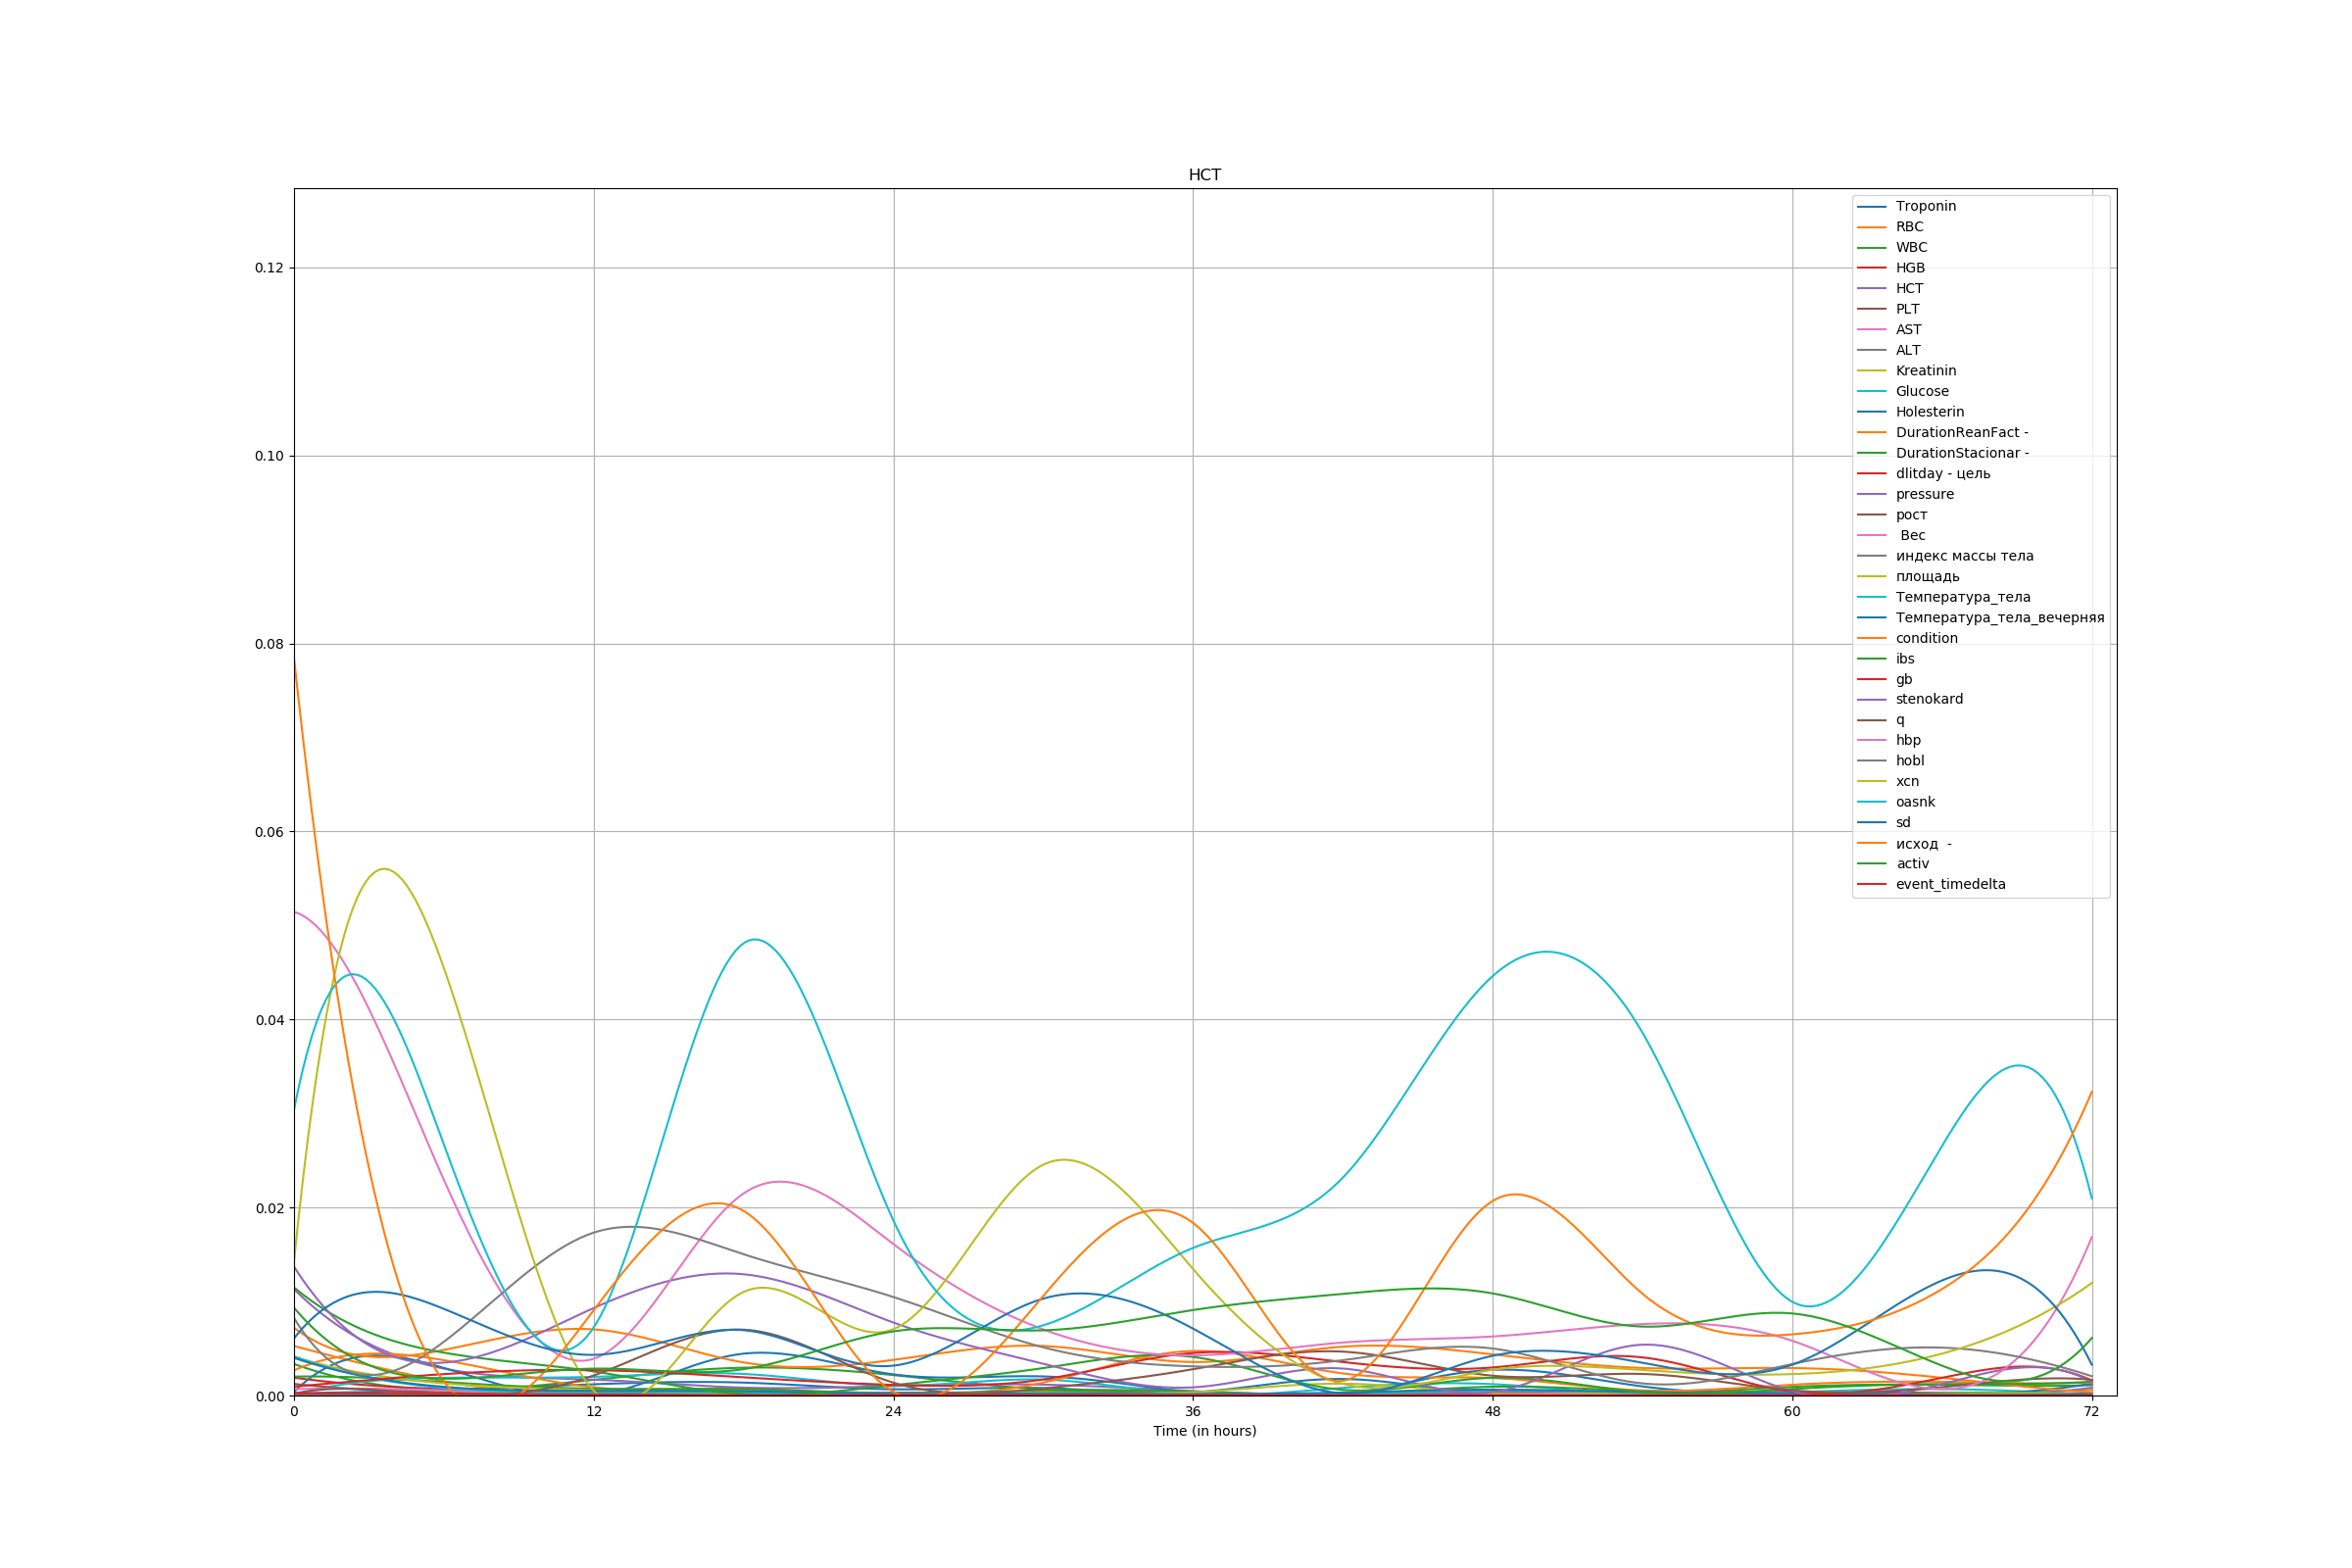 HCT
0.12
0.10
0.08
0.06
0.04
0.02
0.00
0
12
24
36
48
60
72
Time (in hours)
Troponin
RBC
WBC
HGB
HCT
PLT
AST
ALT
Kreatinin
Glucose
Holesterin
DurationReanFact -
DurationStacionar -
dlitday - цель
pressure
рост
Вес
индекс массы тела
площадь
Температура_тела
Температура_тела_вечерняя
condition
ibs
gb
stenokard
q
hbp
hobl
xcn
oasnk
sd
исход  -
activ
event_timedelta